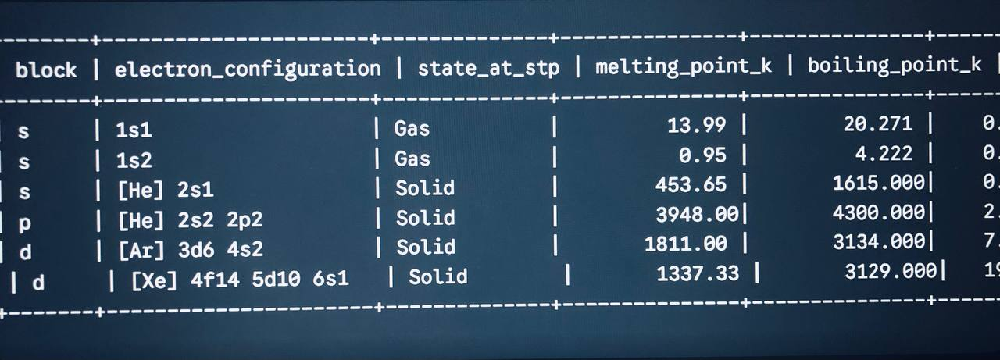 -------+----------------------+--------------+---------------+---------------+-----
block | electron_configuration | state_at_stp | melting_point_k | boiling_point_k |
-------+----------------------+--------------+---------------+---------------+-----
| s | 1s1 | Gas | 13.99 | 20.271 | 0.
| s | 1s2 | Gas | 0.95 | 4.222 | 0.
| s | [He] 2s1 | Solid | 453.65 | 1615.000| 0.
| p | [He] 2s2 2p2 | Solid | 3948.00| 4300.000| 2.
| d | [Ar] 3d6 4s2 | Solid | 1811.00 | 3134.000| 7.
| d | [Xe] 4f14 5d10 6s1 | Solid | 1337.33 | 3129.000| 19
+-------+----------------------+--------------+---------------+---------------+-----